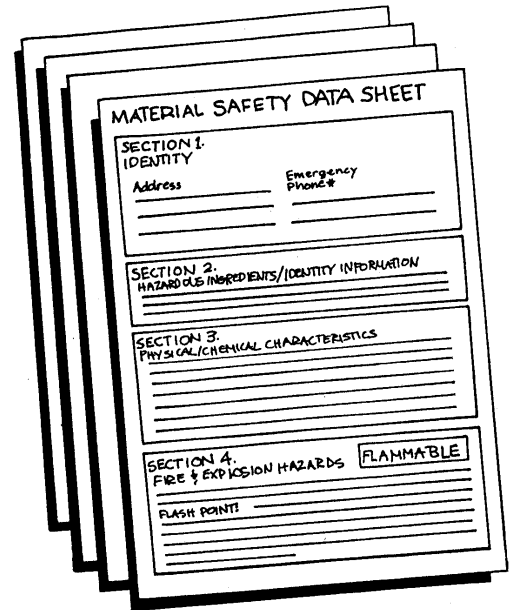 MATERIAL SAFETY DATA SHEET
SECTION 1.
IDENTITY
Address
Emergency
Phone#
SECTION 2.
HAZARDOUS INGREDIENTS/IDENTITY INFORMATION
SECTION 3.
PHYSICAL/CHEMICAL CHARACTERISTICS
SECTION 4.
FIRE & EXPLOSION HAZARDS
FLAMMABLE
FLASH POINT: